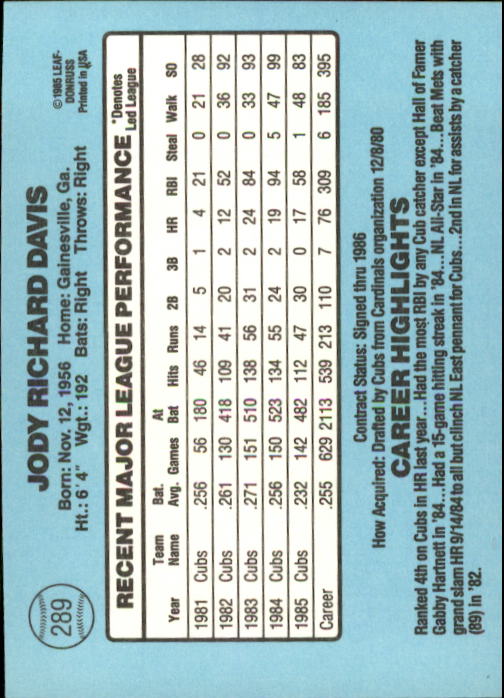 289
JODY RICHARD DAVIS
Born: Nov. 12, 1956 Home: Gainesville, Ga.
Ht.: 6'4" Wgt.: 192 Bats: Right Throws: Right
©1985 LEAF-
DONRUSS
Printed in USA
RECENT MAJOR LEAGUE PERFORMANCE *Denotes
Led League
Team Bat. At
Year Name Avg. Games Bat Hits Runs 2B 3B HR RBI Steal Walk SO
1981 Cubs .256 56 180 46 14 5 1 4 21 0 21 28
1982 Cubs .261 130 418 109 41 20 2 12 52 0 36 92
1983 Cubs .271 151 510 138 56 31 2 24 84 0 33 93
1984 Cubs .256 150 523 134 55 24 2 19 94 5 47 99
1985 Cubs .232 142 482 112 47 30 0 17 58 1 48 83
Career .255 629 2113 539 213 110 7 76 309 6 185 395
Contract Status: Signed thru 1986
How Acquired: Drafted by Cubs from Cardinals organization 12/8/80
CAREER HIGHLIGHTS
Ranked 4th on Cubs in HR last year...Had the most RBI by any Cub catcher except Hall of Famer
Gabby Hartnett in '84...Had a 15-game hitting streak in '84...NL All-Star in '84...Beat Mets with
grand slam HR 9/14/84 to all but clinch NL East pennant for Cubs...2nd in NL for assists by a catcher
(89) in '82.